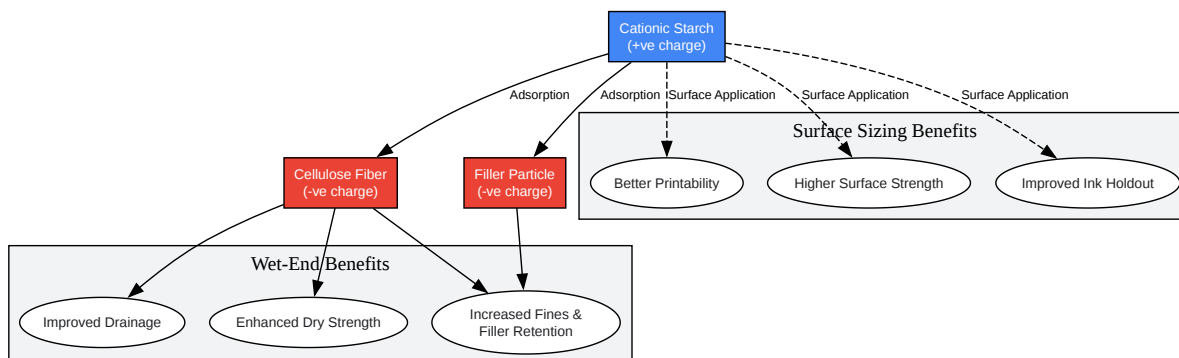 Cationic Starch
(+ve charge)
Adsorption
Adsorption
Surface Application
Surface Application
Surface Application
Surface Sizing Benefits
Cellulose Fiber
(-ve charge)
Filler Particle
(-ve charge)
Better Printability
Higher Surface Strength
Improved Ink Holdout
Wet-End Benefits
Improved Drainage
Enhanced Dry Strength
Increased Fines &
Filler Retention